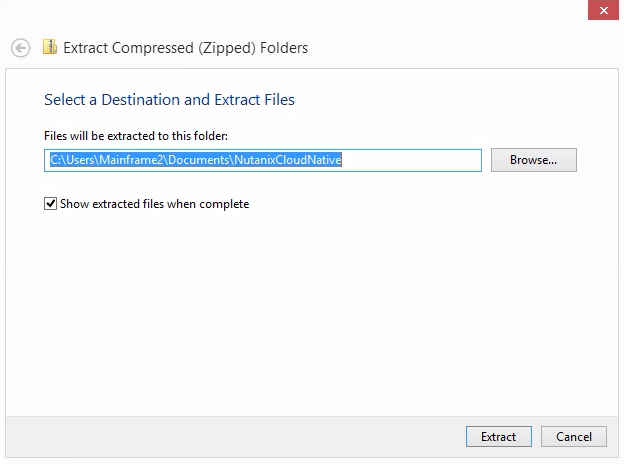 Extract Compressed (Zipped) Folders
Select a Destination and Extract Files
Files will be extracted to this folder:
C:\Users\Mainframe2\Documents\NutanixCloudNative
Browse...
Show extracted files when complete
Extract
Cancel